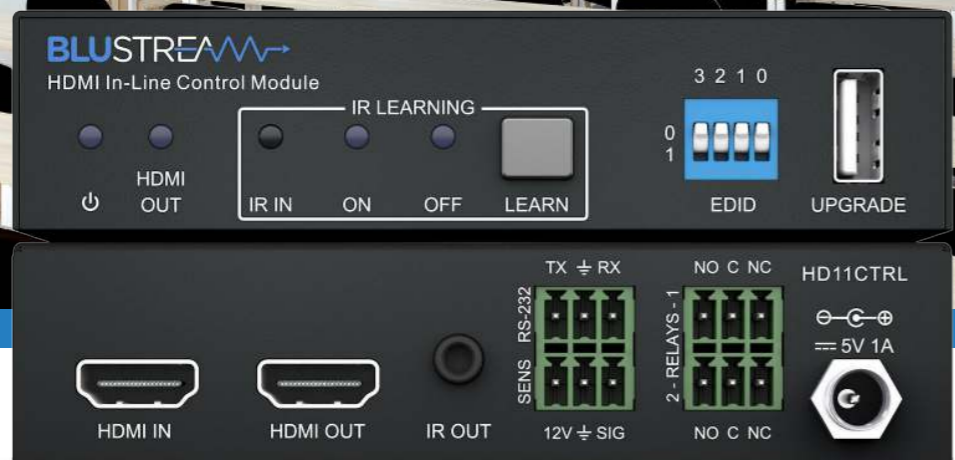 BLUSTREAM
HDMI In-Line Control Module
3 2 1 0
IR LEARNING
0
1
HDMI
OUT
IR IN
ON
OFF
LEARN
EDID
UPGRADE
TX RX
NO C NC
HD11CTRL
RS-232
SENS
2 - RELAYS - 1
5V 1A
HDMI IN
HDMI OUT
IR OUT
12V SIG
NO C NC